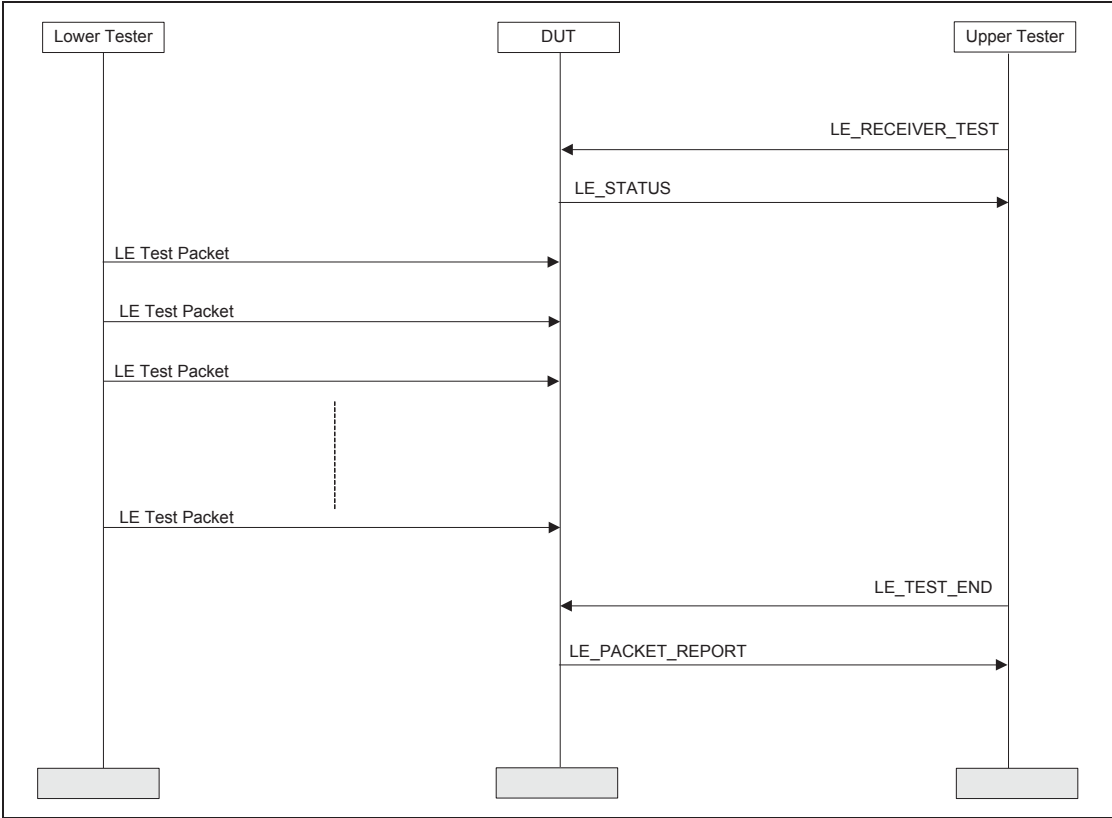 Lower Tester
DUT
Upper Tester
LE_RECEIVER_TEST
LE_STATUS
LE Test Packet
LE Test Packet
LE Test Packet
LE Test Packet
LE_TEST_END
LE_PACKET_REPORT